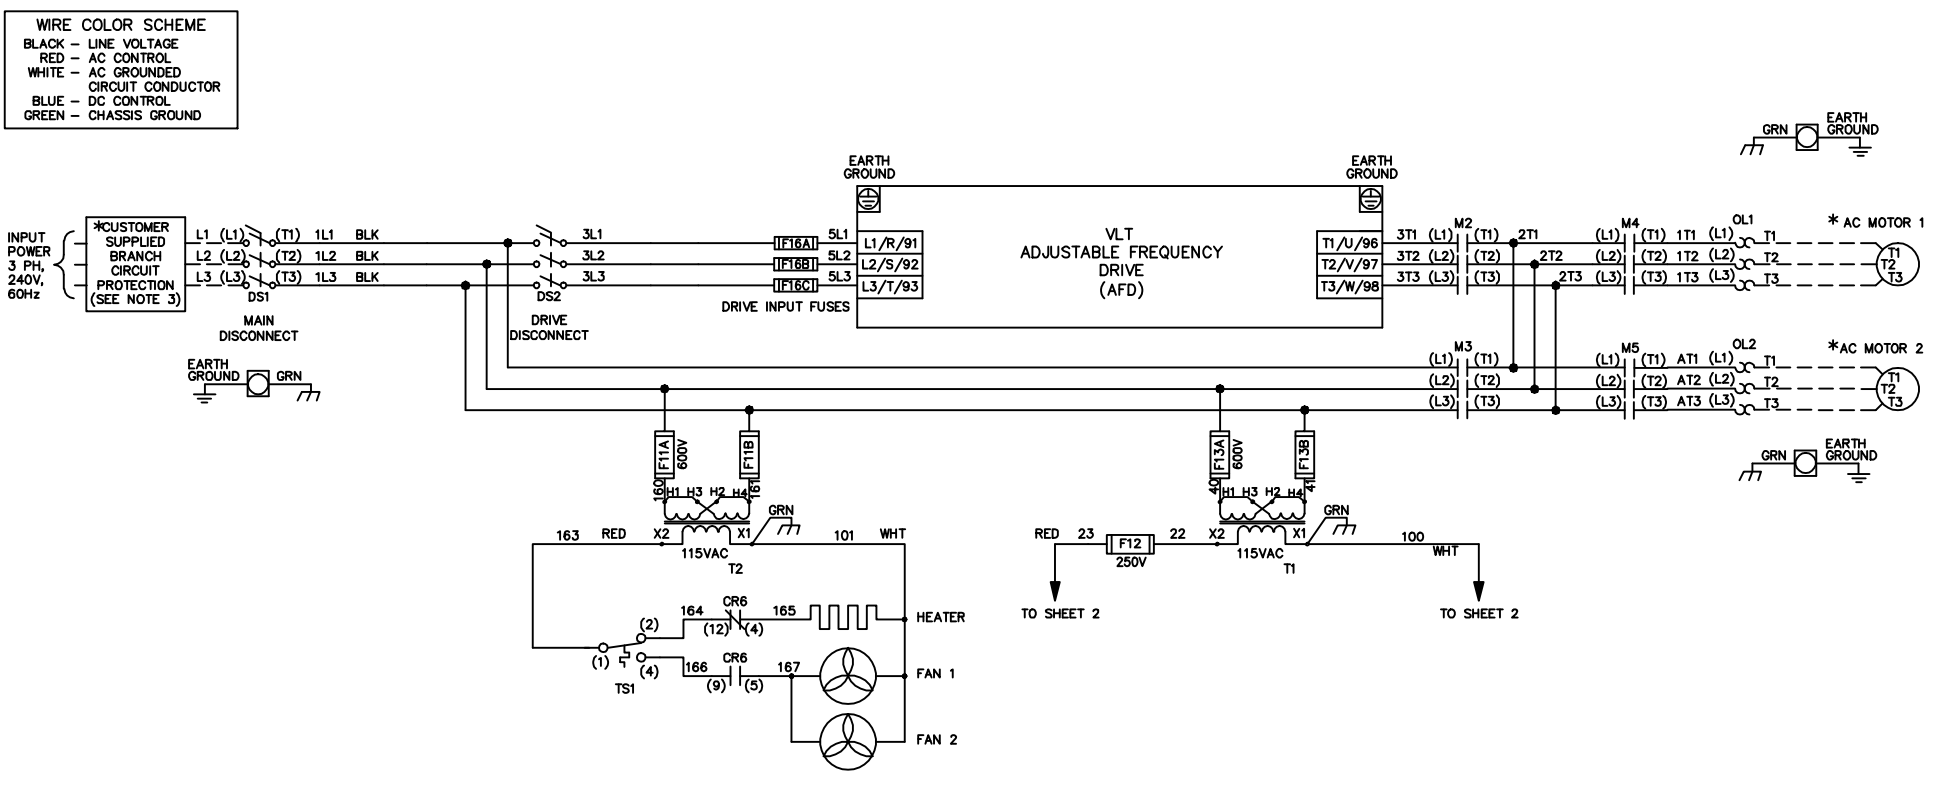 WIRE COLOR SCHEME
BLACK – LINE VOLTAGE
RED – AC CONTROL
WHITE – AC GROUNDED
CIRCUIT CONDUCTOR
BLUE – DC CONTROL
GREEN – CHASSIS GROUND
GRN
EARTH
GROUND
EARTH
GROUND
EARTH
GROUND
INPUT
POWER
3 PH,
240V,
60Hz
*CUSTOMER
SUPPLIED
BRANCH
CIRCUIT
PROTECTION
(SEE NOTE 3)
L1 (L1) (T1) 1L1 BLK
L2 (L2) (T2) 1L2 BLK
L3 (L3) (T3) 1L3 BLK
DS1
MAIN
DISCONNECT
3L1
3L2
3L3
DS2
DRIVE
DISCONNECT
F16A 5L1 L1/R/91
F16B 5L2 L2/S/92
F16C 5L3 L3/T/93
DRIVE INPUT FUSES
VLT
ADJUSTABLE FREQUENCY
DRIVE
(AFD)
M2 M4 OL1 * AC MOTOR 1
T1/U/96 3T1 (L1) (T1) 2T1 (L1) (T1) 1T1 (L1) T1 T1
T2/V/97 3T2 (L2) (T2) 2T2 (L2) (T2) 1T2 (L2) T2 T2
T3/W/98 3T3 (L3) (T3) 2T3 (L3) (T3) 1T3 (L3) T3 T3
EARTH
GROUND
GRN
M3 M5 OL2 *AC MOTOR 2
(L1) (T1) (L1) (T1) AT1 (L1) T1 T1
(L2) (T2) (L2) (T2) AT2 (L2) T2 T2
(L3) (T3) (L3) (T3) AT3 (L3) T3 T3
GRN
EARTH
GROUND
F11A
600V
F11B
160
161
H1 H3 H2 H4
GRN
163 RED X2 X1 101 WHT
115VAC
T2
F13A
600V
F13B
40
41
H1 H3 H2 H4
GRN
RED 23 F12 22 X2 X1 100
WHT
250V
115VAC
T1
TO SHEET 2
TO SHEET 2
CR6
164 165
(2) (12) (4)
HEATER
(1)
(4)
TS1
CR6
166 167
(9) (5)
FAN 1
FAN 2